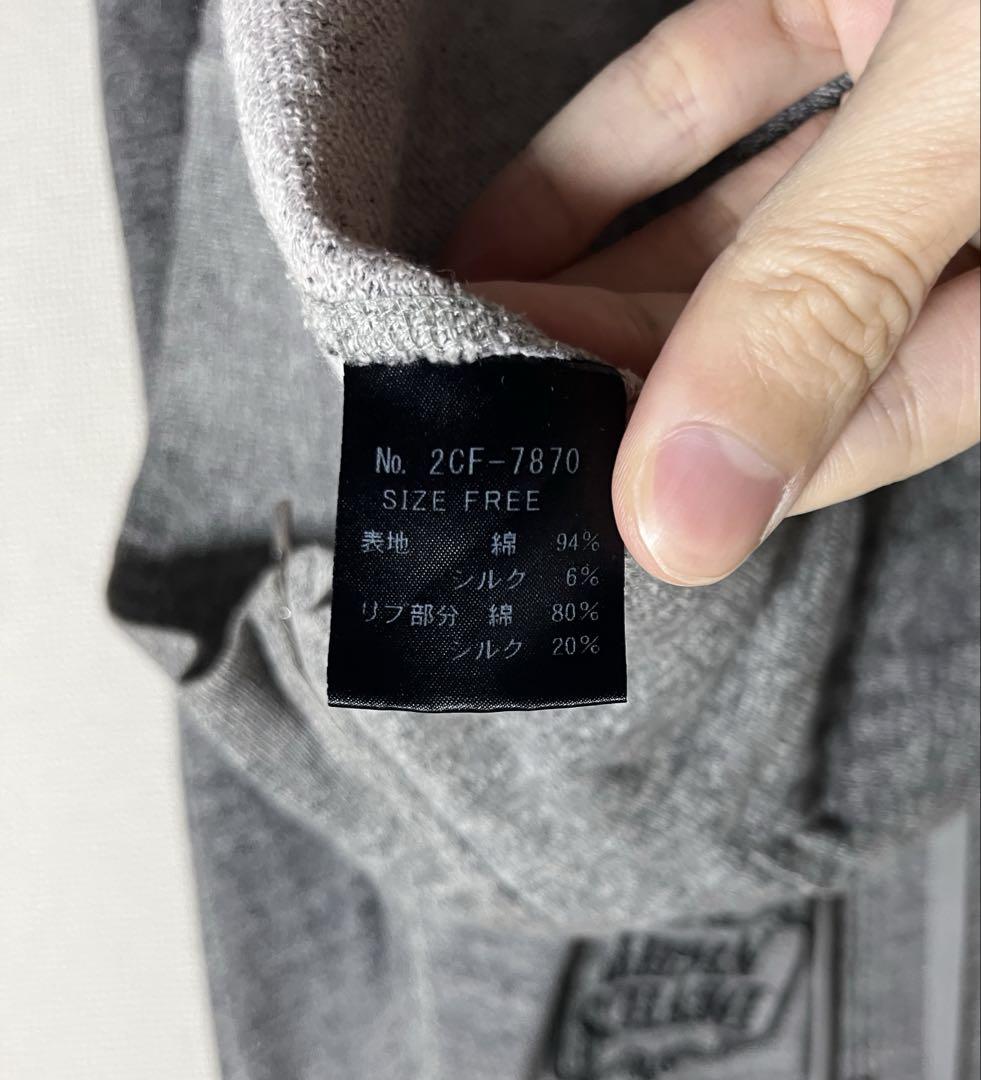 No. 2CF-7870
SIZE FREE
表地 綿 94%
シルク 6%
リブ部分 綿 80%
シルク 20%